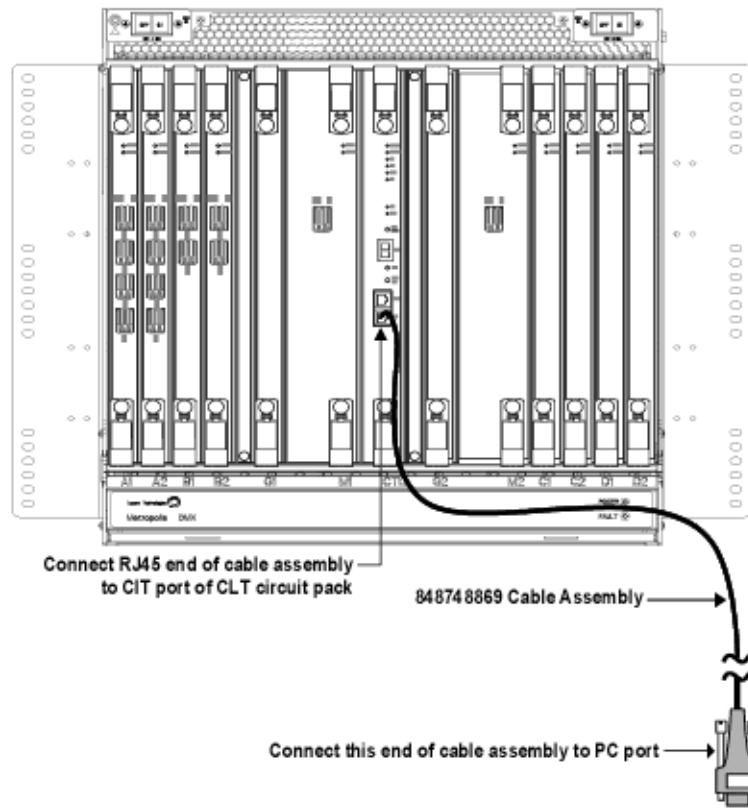 A1 A2 B1 B2 G1 M1 CTL G2 M2 C1 C2 D1 D2
Metropolis DMX
FAULT
Connect RJ45 end of cable assembly
to CIT port of CLT circuit pack
848748869 Cable Assembly
Connect this end of cable assembly to PC port